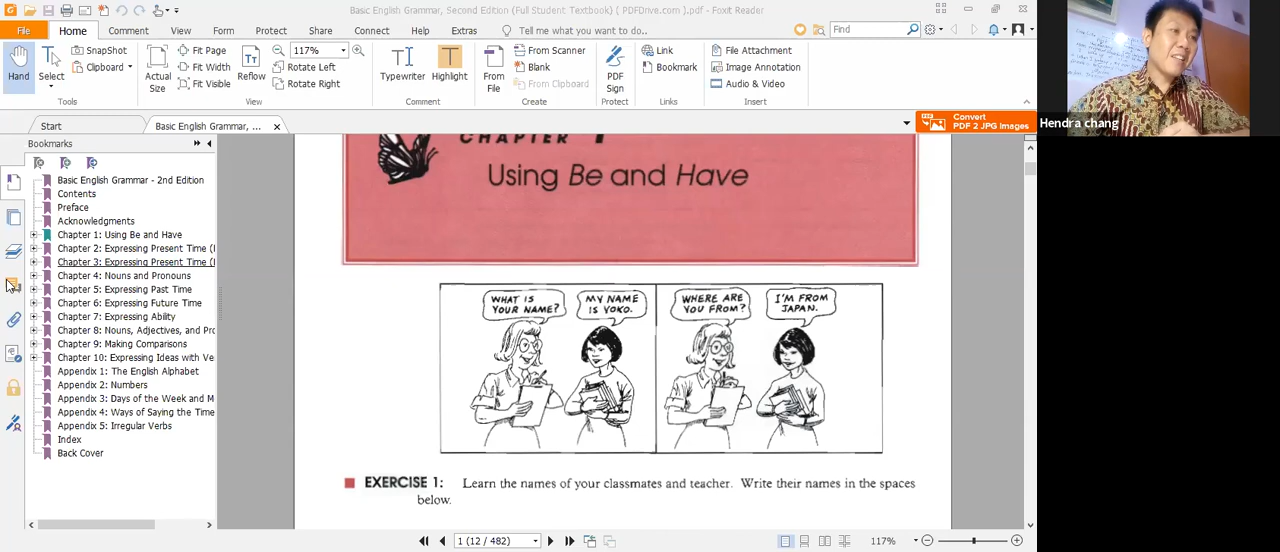 Basic English Grammar, Second Edition (Full Student Textbook) ( PDFDrive.com ).pdf - Foxit Reader
File Home Comment View Form Protect Share Connect Help Extras Tell me what you want to do.. Find
Hand
Select
SnapShot
Clipboard
Tools
Actual Size
Fit Page
Fit Width
Fit Visible
Reflow
117%
Rotate Left
Rotate Right
View
Typewriter
Highlight
Comment
From File
From Scanner
Blank
From Clipboard
Create
PDF Sign
Protect
Link
Bookmark
Links
File Attachment
Image Annotation
Audio & Video
Insert
Start
Basic English Grammar, ...
Convert
PDF 2 JPG Images
Hendra chang
Bookmarks
Basic English Grammar - 2nd Edition
Contents
Preface
Acknowledgments
Chapter 1: Using Be and Have
Chapter 2: Expressing Present Time (
Chapter 3: Expressing Present Time (
Chapter 4: Nouns and Pronouns
Chapter 5: Expressing Past Time
Chapter 6: Expressing Future Time
Chapter 7: Expressing Ability
Chapter 8: Nouns, Adjectives, and Pro
Chapter 9: Making Comparisons
Chapter 10: Expressing Ideas with Ve
Appendix 1: The English Alphabet
Appendix 2: Numbers
Appendix 3: Days of the Week and M
Appendix 4: Ways of Saying the Time
Appendix 5: Irregular Verbs
Index
Back Cover
CHAPTER 1
Using Be and Have
WHAT IS
YOUR NAME?
MY NAME
IS YOKO.
WHERE ARE
YOU FROM?
I'M FROM
JAPAN.
EXERCISE 1: Learn the names of your classmates and teacher. Write their names in the spaces
below.
1 (12 / 482)
117%